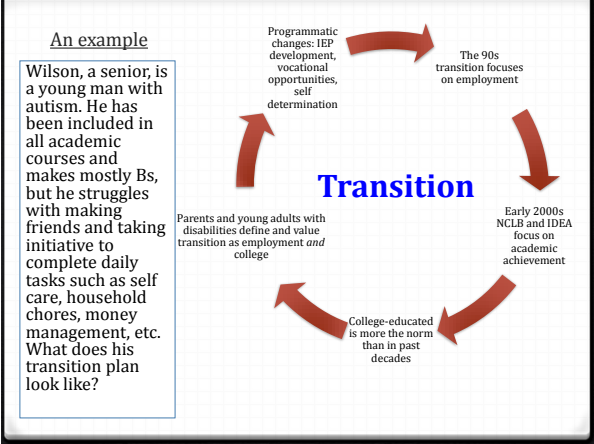 An example
Wilson, a senior, is
a young man with
autism. He has
been included in
all academic
courses and
makes mostly Bs,
but he struggles
with making
friends and taking
initiative to
complete daily
tasks such as self
care, household
chores, money
management, etc.
What does his
transition plan
look like?
Transition
Programmatic
changes: IEP
development,
vocational
opportunities,
self
determination
The 90s
transition focuses
on employment
Early 2000s
NCLB and IDEA
focus on
academic
achievement
College-educated
is more the norm
than in past
decades
Parents and young adults with
disabilities define and value
transition as employment and
college